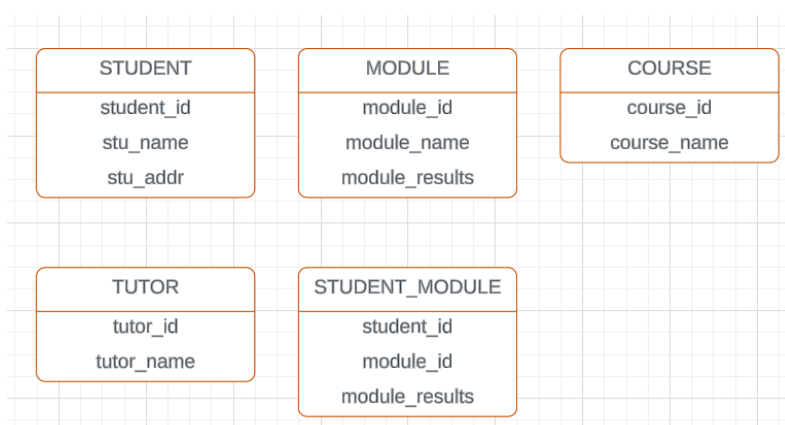 STUDENT
student_id
stu_name
stu_addr
MODULE
module_id
module_name
module_results
COURSE
course_id
course_name
TUTOR
tutor_id
tutor_name
STUDENT_MODULE
student_id
module_id
module_results